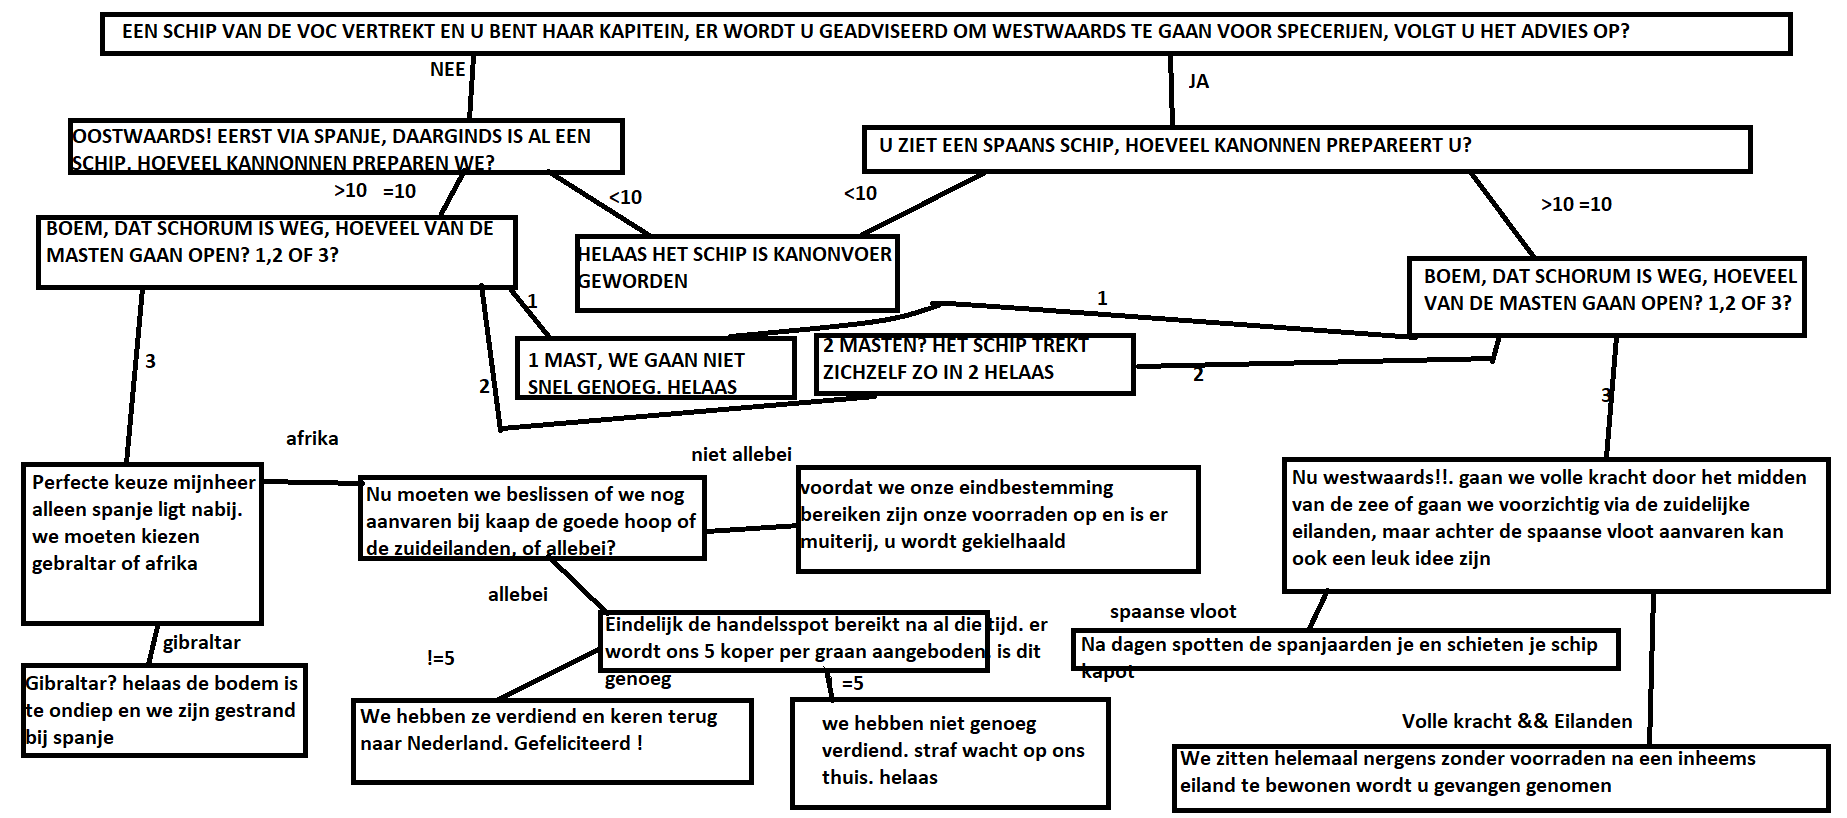 EEN SCHIP VAN DE VOC VERTREKT EN U BENT HAAR KAPITEIN, ER WORDT U GEADVISEERD OM WESTWAARDS TE GAAN VOOR SPECERIJEN, VOLGT U HET ADVIES OP?
NEE
JA
OOSTWAARDS! EERST VIA SPANJE, DAARGINDS IS AL EEN
SCHIP. HOEVEEL KANNONNEN PREPAREN WE?
U ZIET EEN SPAANS SCHIP, HOEVEEL KANONNEN PREPAREERT U?
>10 =10
<10
<10
>10 =10
BOEM, DAT SCHORUM IS WEG, HOEVEEL VAN DE
MASTEN GAAN OPEN? 1,2 OF 3?
HELAAS HET SCHIP IS KANONVOER
GEWORDEN
BOEM, DAT SCHORUM IS WEG, HOEVEEL
VAN DE MASTEN GAAN OPEN? 1,2 OF 3?
1
1
3
2
1 MAST, WE GAAN NIET
SNEL GENOEG. HELAAS
2 MASTEN? HET SCHIP TREKT
ZICHZELF ZO IN 2 HELAAS
2
3
afrika
niet allebei
Perfecte keuze mijnheer
alleen spanje ligt nabij.
we moeten kiezen
gebraltar of afrika
Nu moeten we beslissen of we nog
aanvaren bij kaap de goede hoop of
de zuideilanden, of allebei?
voordat we onze eindbestemming
bereiken zijn onze voorraden op en is er
muiterij, u wordt gekielhaald
Nu westwaards!!. gaan we volle kracht door het midden
van de zee of gaan we voorzichtig via de zuidelijke
eilanden, maar achter de spaanse vloot aanvaren kan
ook een leuk idee zijn
allebei
spaanse vloot
gibraltar
Eindelijk de handelsspot bereikt na al die tijd. er
wordt ons 5 koper per graan aangeboden. is dit
genoeg
Na dagen spotten de spanjaarden je en schieten je schip
kapot
!=5
=5
Gibraltar? helaas de bodem is
te ondiep en we zijn gestrand
bij spanje
We hebben ze verdiend en keren terug
naar Nederland. Gefeliciteerd !
we hebben niet genoeg
verdiend. straf wacht op ons
thuis. helaas
Volle kracht && Eilanden
We zitten helemaal nergens zonder voorraden na een inheems
eiland te bewonen wordt u gevangen genomen